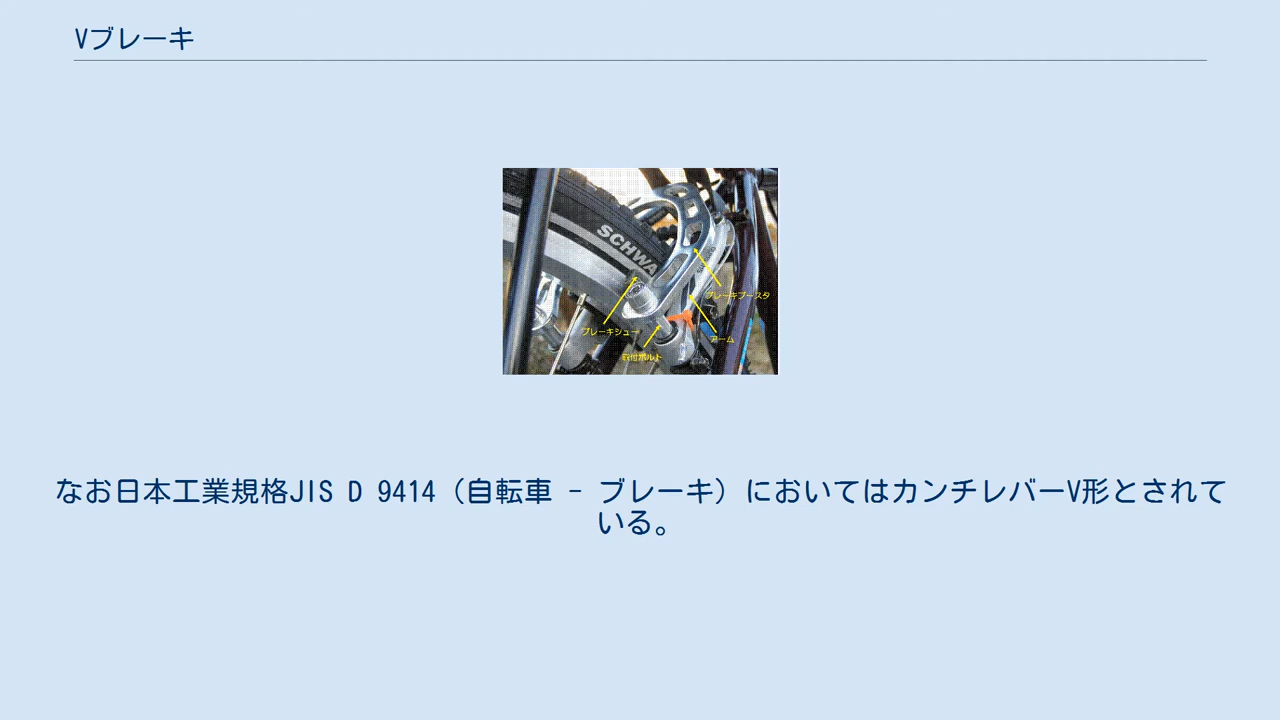 Vブレーキ
SCHWA
ブレーキブースタ
ブレーキシュー
アーム
取付ボルト
なお日本工業規格JIS D 9414（自転車 - ブレーキ）においてはカンチレバーV形とされて
いる。